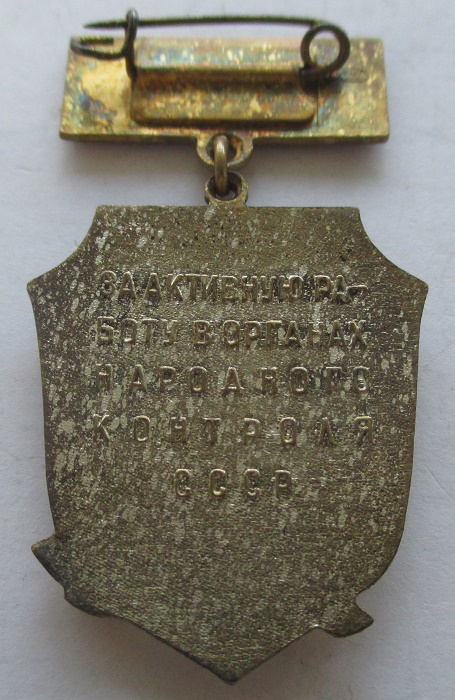 ЗА АКТИВНУЮ РА-
БОТУ В ОРГАНАХ
НАРОДНОГО
КОНТРОЛЯ
СССР